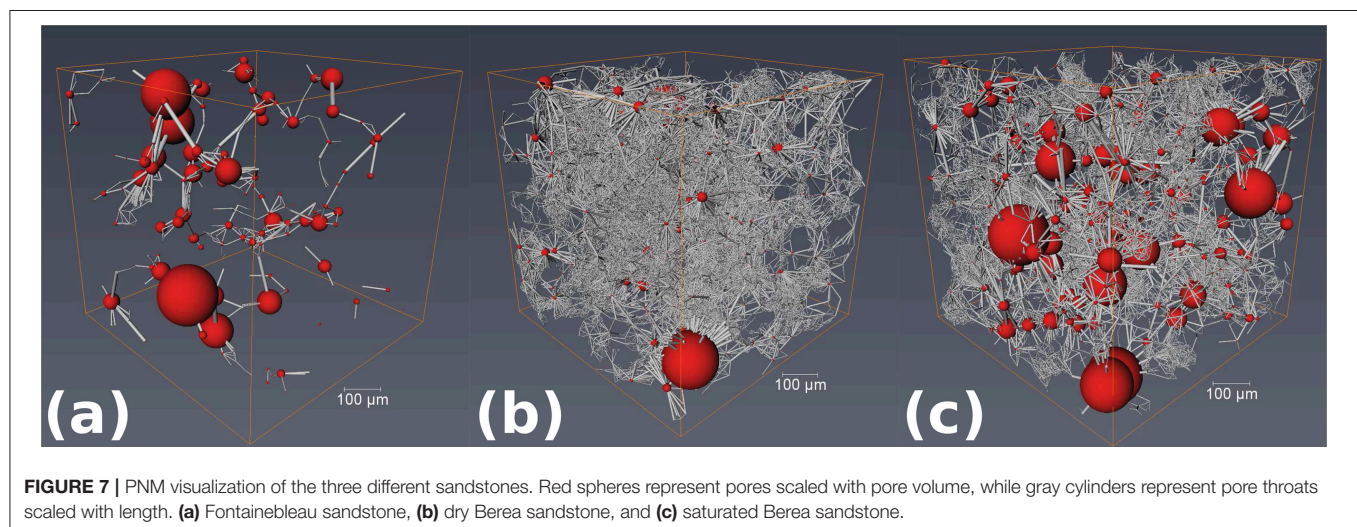 (a)
100 µm
(b)
100 µm
(c)
100 µm
FIGURE 7 | PNM visualization of the three different sandstones. Red spheres represent pores scaled with pore volume, while gray cylinders represent pore throats
scaled with length. (a) Fontainebleau sandstone, (b) dry Berea sandstone, and (c) saturated Berea sandstone.